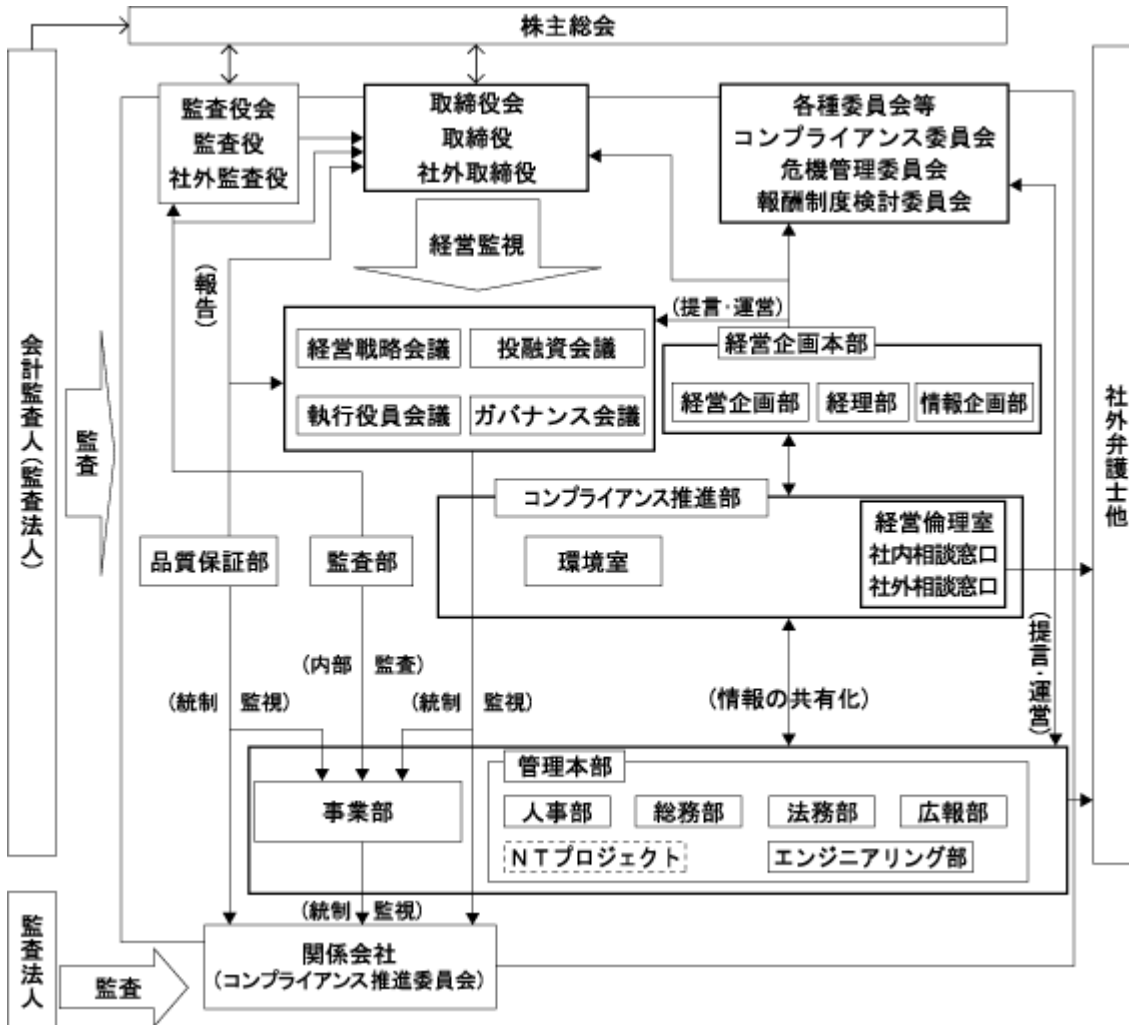 株主総会
監査役会
監査役
社外監査役
取締役会
取締役
社外取締役
各種委員会等
コンプライアンス委員会
危機管理委員会
報酬制度検討委員会
経営監視
(報告)
(提言・運営)
会計監査人(監査法人)
監査
経営戦略会議
投融資会議
執行役員会議
ガバナンス会議
経営企画本部
経営企画部
経理部
情報企画部
社外弁護士他
コンプライアンス推進部
環境室
経営倫理室
社内相談窓口
社外相談窓口
品質保証部
監査部
(内部 監査)
(統制 監視)
(統制 監視)
(情報の共有化)
(提言・運営)
管理本部
事業部
人事部
総務部
法務部
広報部
NTプロジェクト
エンジニアリング部
(統制 監視)
監査法人
監査
関係会社
(コンプライアンス推進委員会)